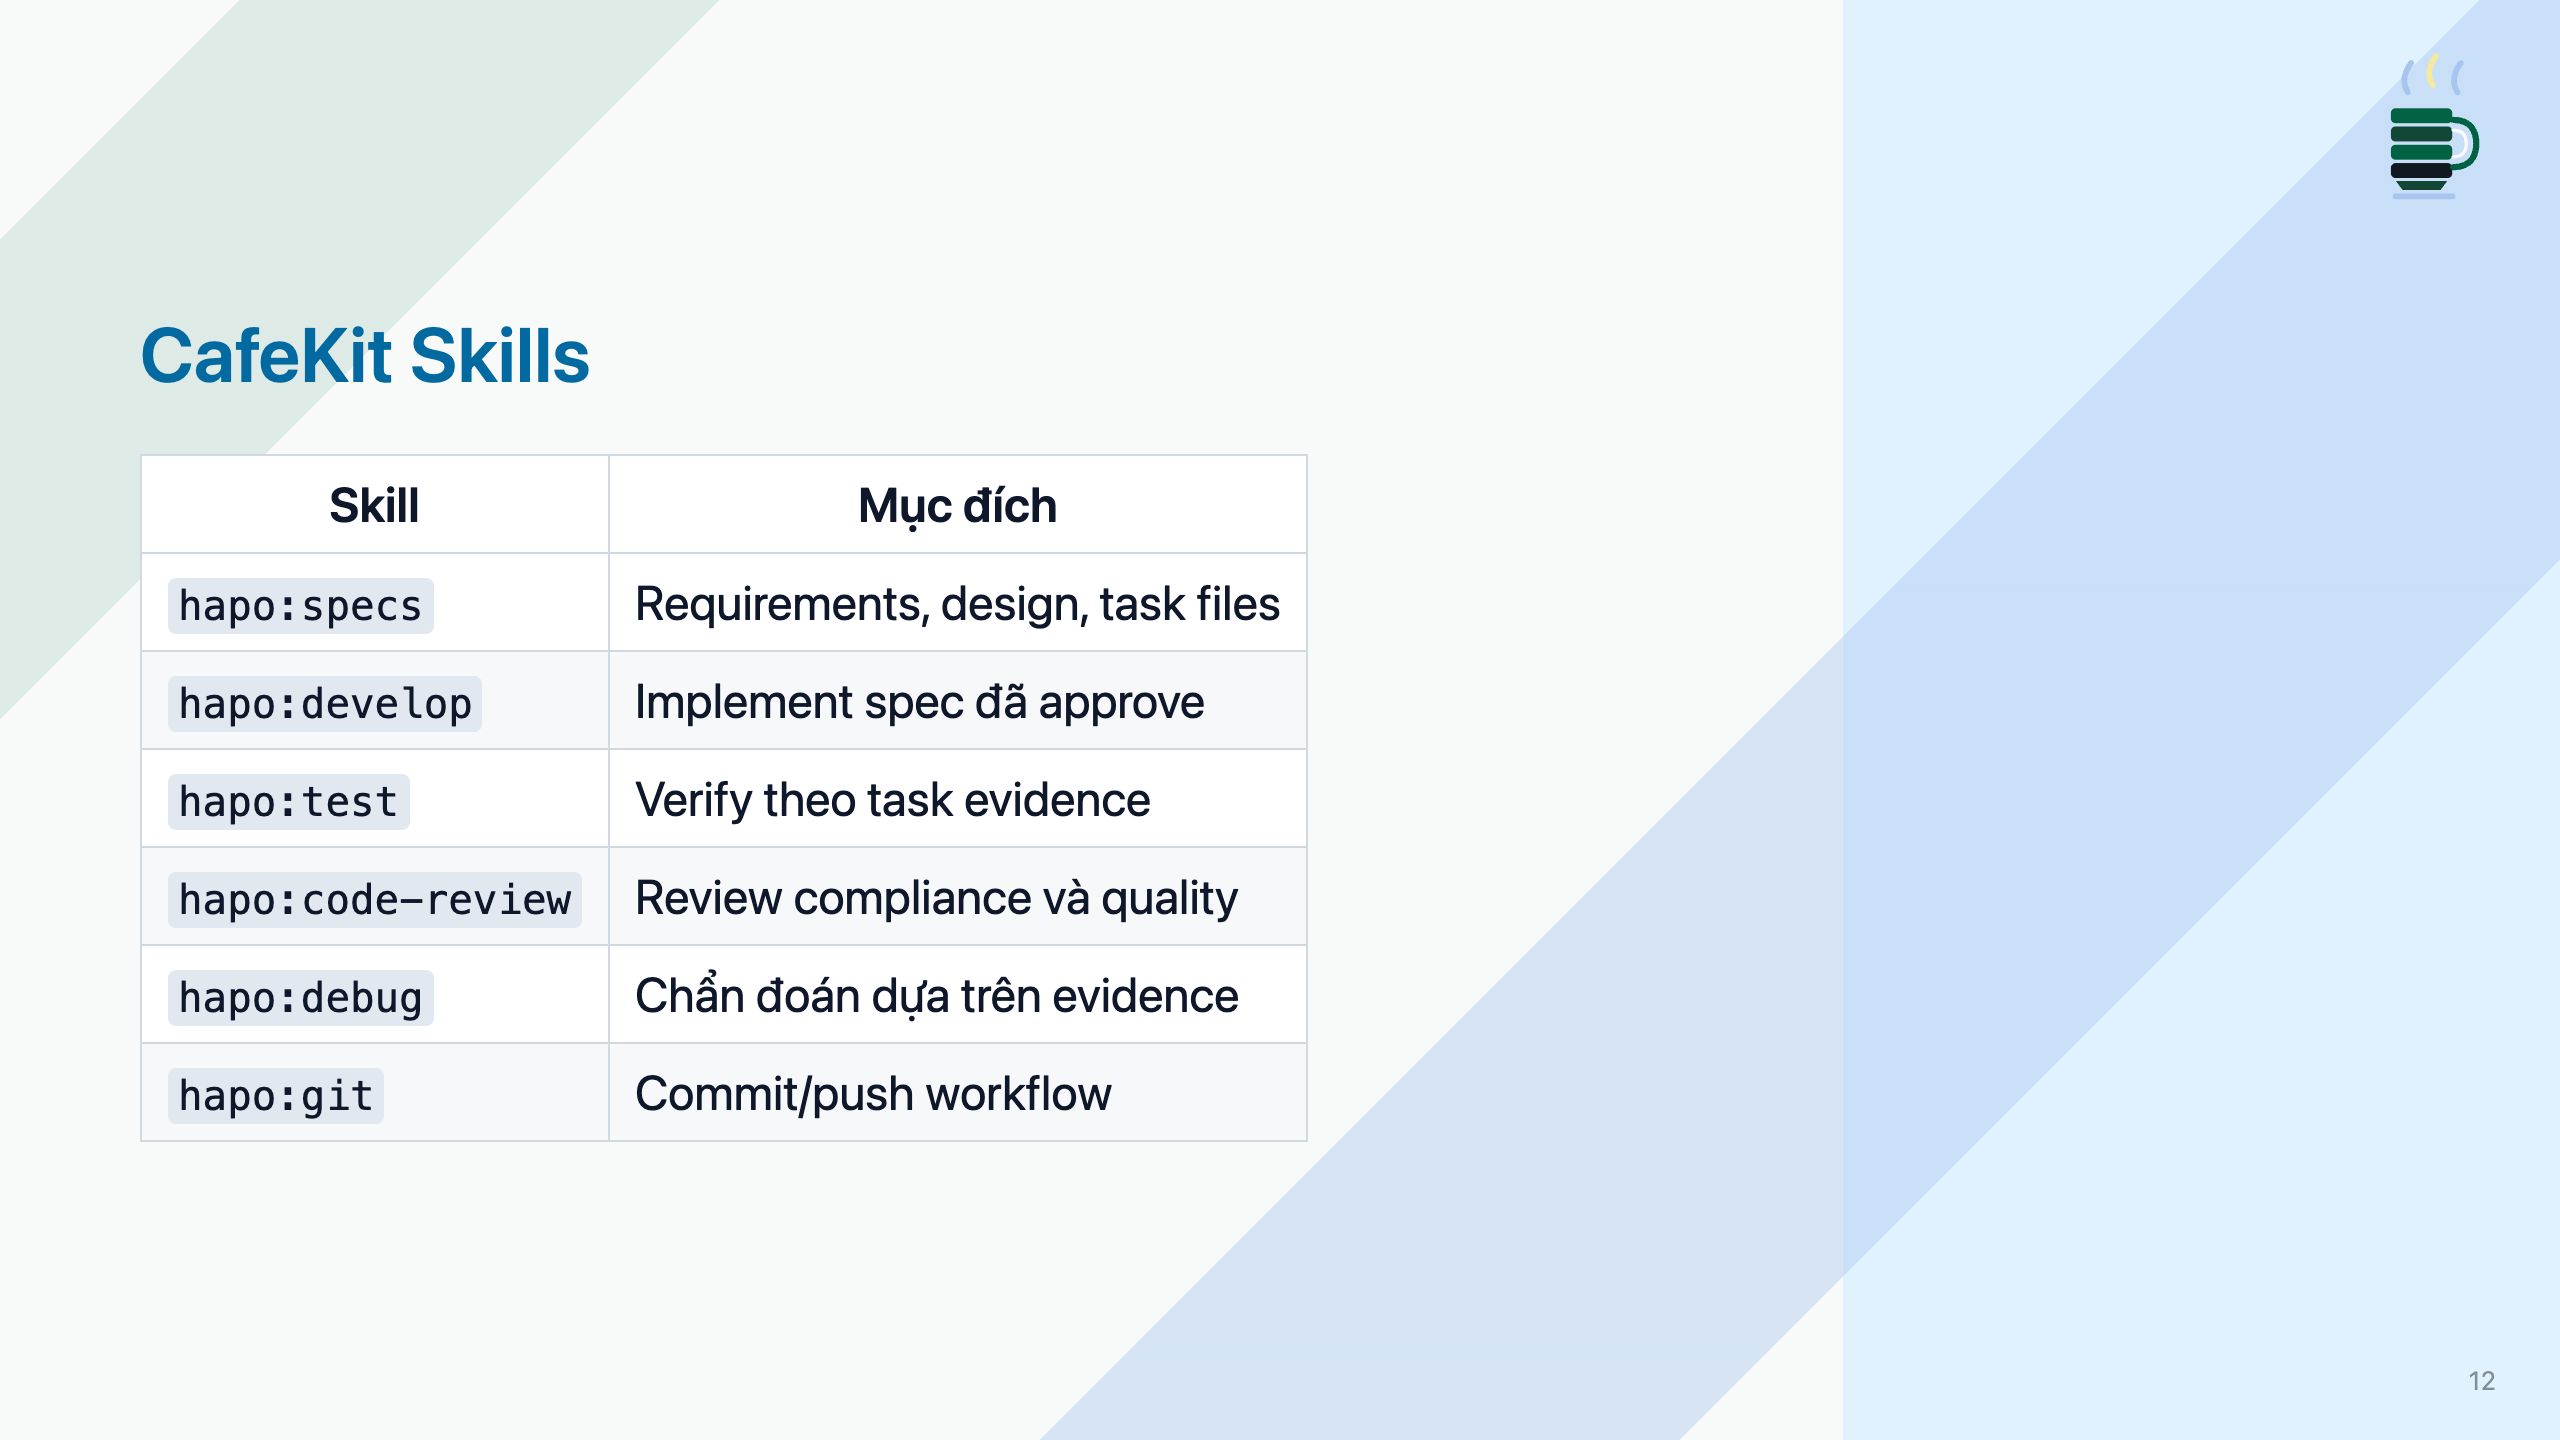 CafeKit Skills
Skill Mục đích
hapo:specs Requirements, design, task files
hapo:develop Implement spec đã approve
hapo:test Verify theo task evidence
hapo:code-review Review compliance và quality
hapo:debug Chẩn đoán dựa trên evidence
hapo:git Commit/push workflow
12